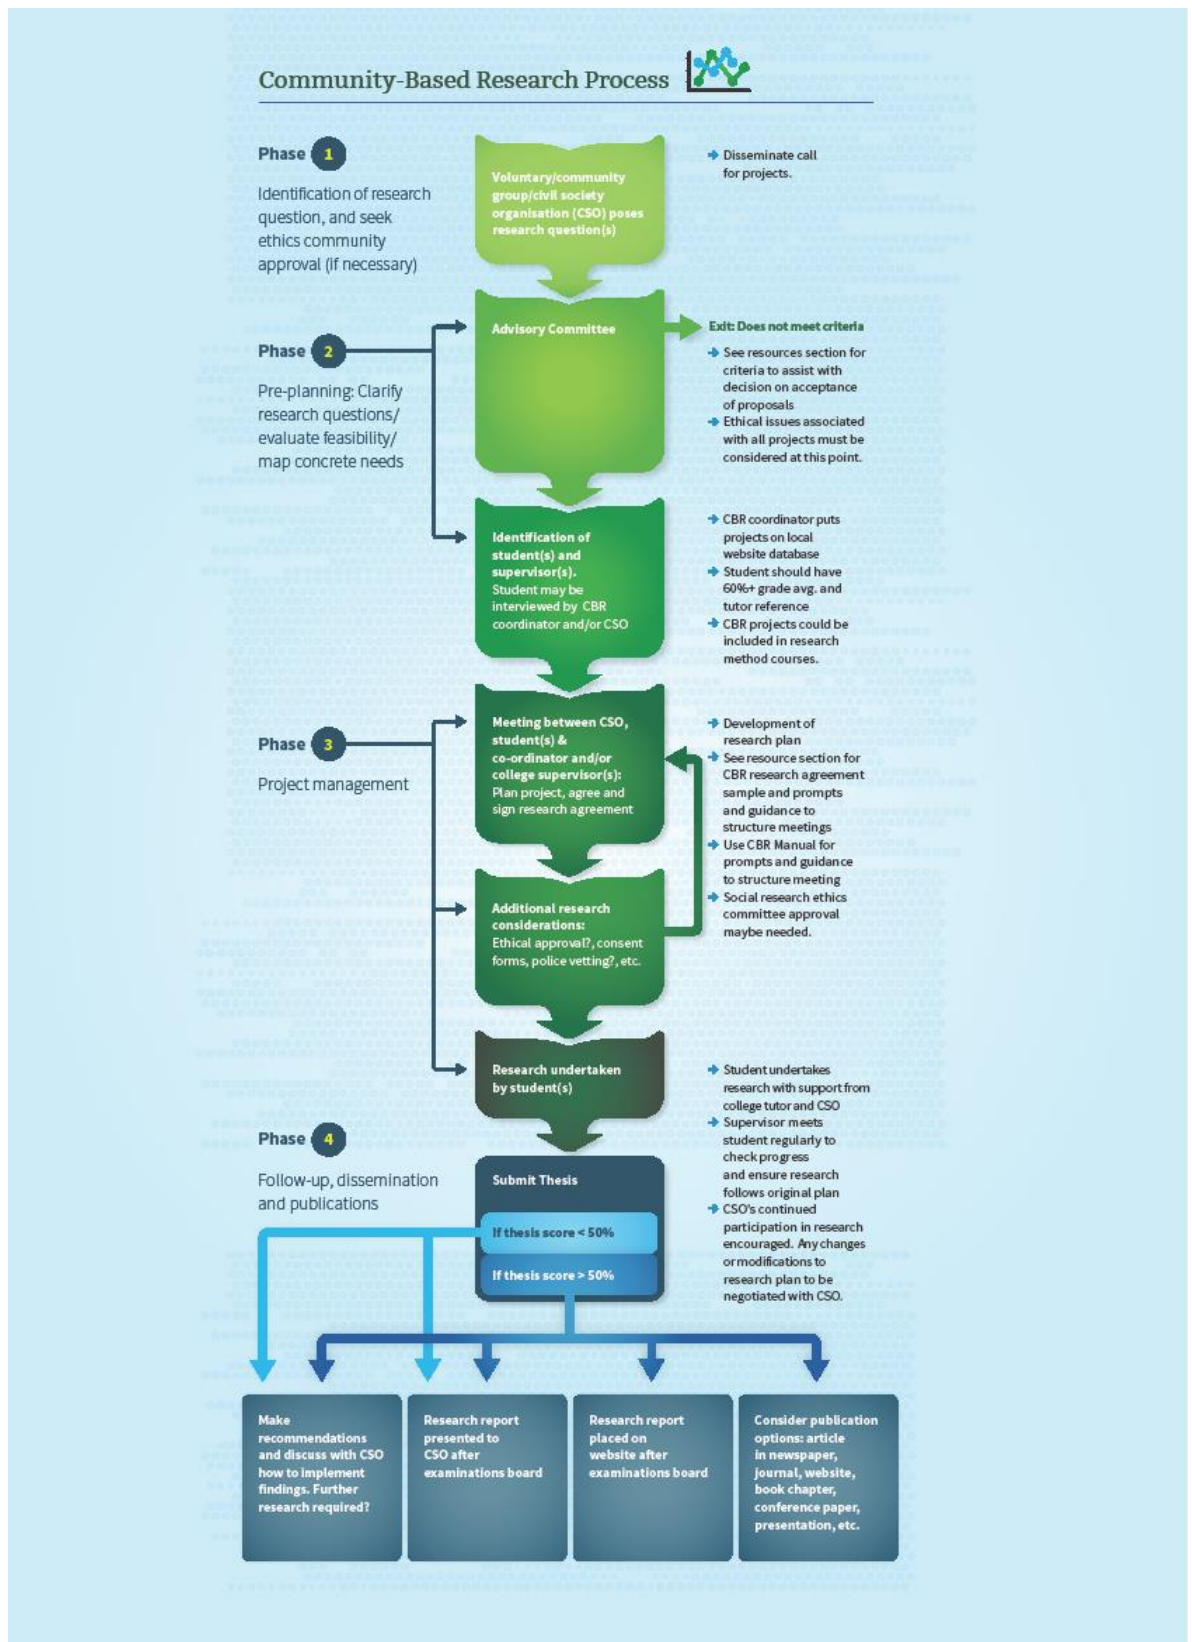 Community-Based Research Process
Phase 1
Identification of research
question, and seek
ethics community
approval (if necessary)
Voluntary/community
group/civil society
organisation (CSO) poses
research question(s)
Disseminate call
for projects.
Phase 2
Pre-planning: Clarify
research questions/
evaluate feasibility/
map concrete needs
Advisory Committee
Exit: Does not meet criteria
See resources section for
criteria to assist with
decision on acceptance
of proposals
Ethical issues associated
with all projects must be
considered at this point.
Identification of
student(s) and
supervisor(s).
Student may be
interviewed by CBR
coordinator and/or CSO
CBR coordinator puts
projects on local
website database
Student should have
60%+ grade avg. and
tutor reference
CBR projects could be
included in research
method courses.
Phase 3
Project management
Meeting between CSO,
student(s) &
co-ordinator and/or
college supervisor(s):
Plan project, agree and
sign research agreement
Development of
research plan
See resource section for
CBR research agreement
sample and prompts
and guidance to
structure meetings
Use CBR Manual for
prompts and guidance
to structure meeting
Social research ethics
committee approval
maybe needed.
Additional research
considerations:
Ethical approval?, consent
forms, police vetting?, etc.
Research undertaken
by student(s)
Student undertakes
research with support from
college tutor and CSO
Supervisor meets
student regularly to
check progress
and ensure research
follows original plan
CSO's continued
participation in research
encouraged. Any changes
or modifications to
research plan to be
negotiated with CSO.
Phase 4
Follow-up, dissemination
and publications
Submit Thesis
If thesis score < 50%
If thesis score > 50%
Make
recommendations
and discuss with CSO
how to implement
findings. Further
research required?
Research report
presented to
CSO after
examinations board
Research report
placed on
website after
examinations board
Consider publication
options: article
in newspaper,
journal, website,
book chapter,
conference paper,
presentation, etc.